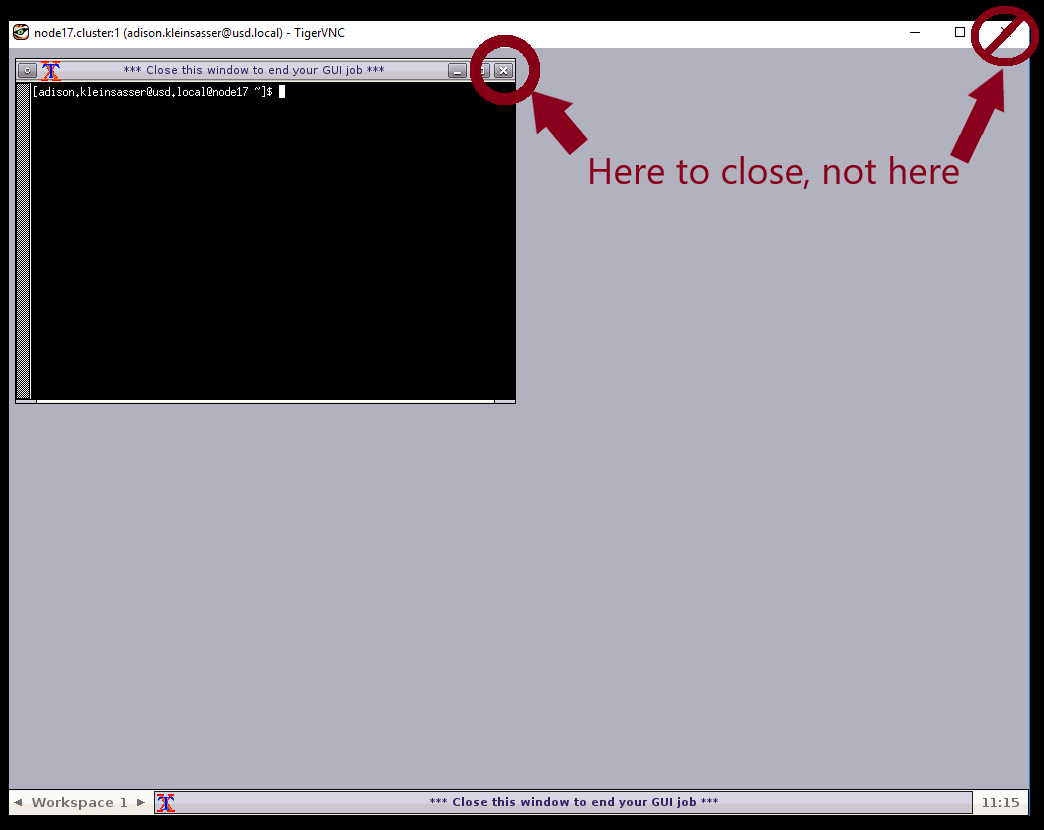 node17.cluster:1 (adison.kleinsasser@usd.local) - TigerVNC
*** Close this window to end your GUI job ***
[adison.kleinsasser@usd.local@node17 ~]$
Here to close, not here
Workspace 1
*** Close this window to end your GUI job ***
11:15